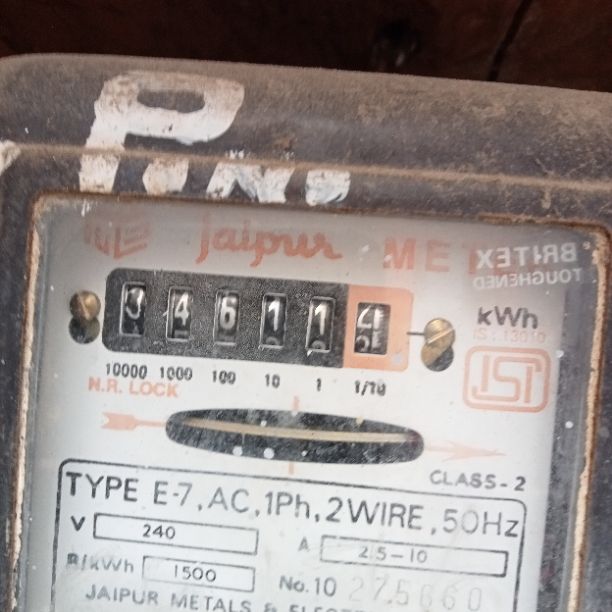 P.N.
Jaipur MET
BRITEX
TOUGHENED
3 4 6 1 1 4
kWh
IS: 13010
10000 1000 100 10 1 1/10
N.R. LOCK
ISI
CLASS-2
TYPE E-7, AC, 1Ph, 2WIRE, 50Hz
V 240 A 2.5-10
R/kWh 1500 No.10 275660
JAIPUR METALS &